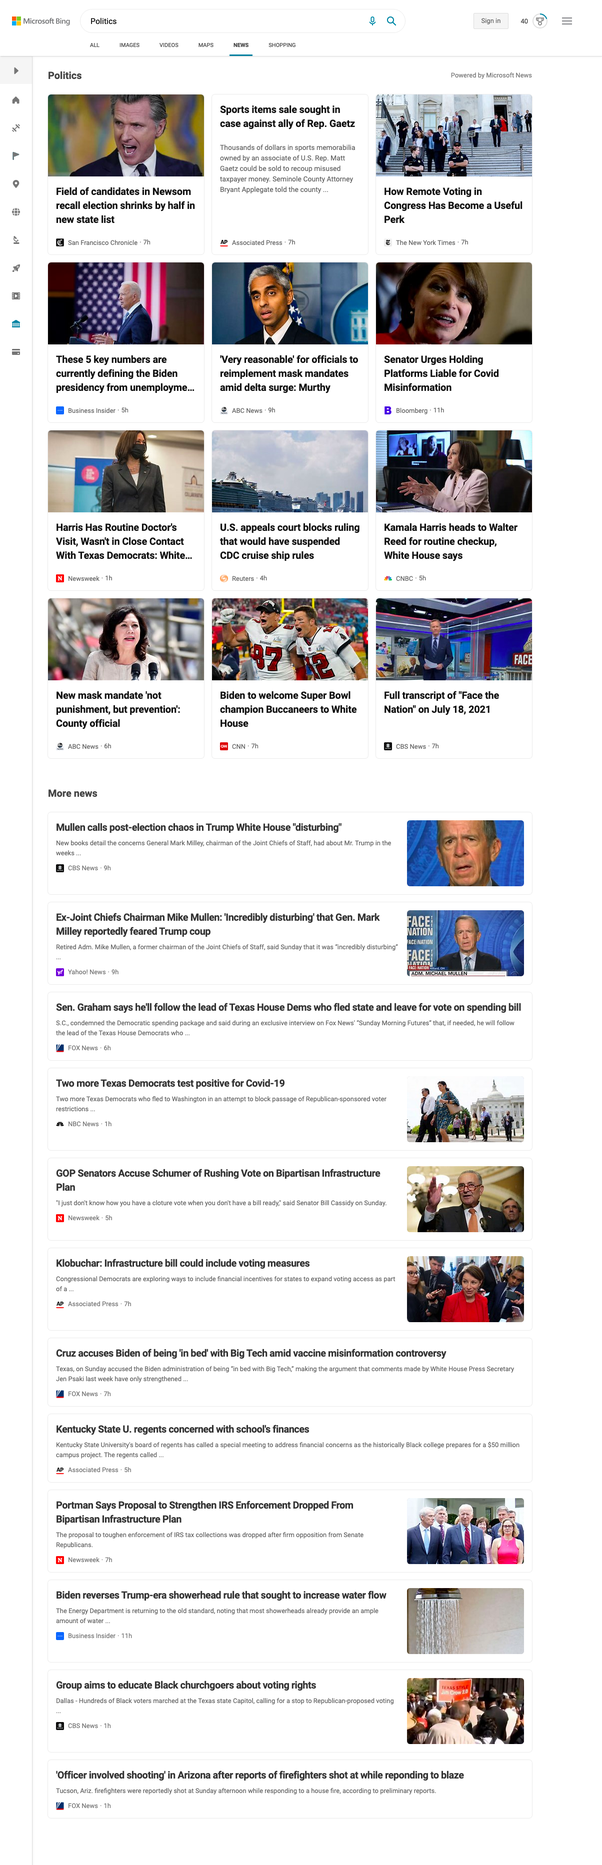 Microsoft Bing
Politics
Sign in
40
ALL
IMAGES
VIDEOS
MAPS
NEWS
SHOPPING
Politics
Powered by Microsoft News
Field of candidates in Newsom
recall election shrinks by half in
new state list
San Francisco Chronicle · 7h
Sports items sale sought in
case against ally of Rep. Gaetz
Thousands of dollars in sports memorabilia
owned by an associate of U.S. Rep. Matt
Gaetz could be sold to recoup misused
taxpayer money. Seminole County Attorney
Bryant Applegate told the county ...
AP Associated Press · 7h
How Remote Voting in
Congress Has Become a Useful
Perk
The New York Times · 7h
These 5 key numbers are
currently defining the Biden
presidency from unemployme...
Business Insider · 5h
'Very reasonable' for officials to
reimplement mask mandates
amid delta surge: Murthy
ABC News · 9h
Senator Urges Holding
Platforms Liable for Covid
Misinformation
B Bloomberg · 11h
Harris Has Routine Doctor's
Visit, Wasn't in Close Contact
With Texas Democrats: White...
N Newsweek · 1h
U.S. appeals court blocks ruling
that would have suspended
CDC cruise ship rules
Reuters · 4h
Kamala Harris heads to Walter
Reed for routine checkup,
White House says
CNBC · 5h
New mask mandate 'not
punishment, but prevention':
County official
ABC News · 6h
87
12
Biden to welcome Super Bowl
champion Buccaneers to White
House
CNN · 7h
FACE
Full transcript of "Face the
Nation" on July 18, 2021
CBS News · 7h
More news
Mullen calls post-election chaos in Trump White House "disturbing"
New books detail the concerns General Mark Milley, chairman of the Joint Chiefs of Staff, had about Mr. Trump in the
weeks ...
CBS News · 9h
Ex-Joint Chiefs Chairman Mike Mullen: 'Incredibly disturbing' that Gen. Mark
Milley reportedly feared Trump coup
Retired Adm. Mike Mullen, a former chairman of the Joint Chiefs of Staff, said Sunday that it was "incredibly disturbing"
...
Yahoo! News · 9h
FACE
NATION
ADM. MICHAEL MULLEN
Sen. Graham says he'll follow the lead of Texas House Dems who fled state and leave for vote on spending bill
S.C., condemned the Democratic spending package and said during an exclusive interview on Fox News' "Sunday Morning Futures" that, if needed, he will follow
the lead of the Texas House Democrats who ...
FOX News · 6h
Two more Texas Democrats test positive for Covid-19
Two more Texas Democrats who fled to Washington in an attempt to block passage of Republican-sponsored voter
restrictions ...
NBC News · 1h
GOP Senators Accuse Schumer of Rushing Vote on Bipartisan Infrastructure
Plan
"I just don't know how you have a cloture vote when you don't have a bill ready," said Senator Bill Cassidy on Sunday.
N Newsweek · 5h
Klobuchar: Infrastructure bill could include voting measures
Congressional Democrats are exploring ways to include financial incentives for states to expand voting access as part
of a ...
AP Associated Press · 7h
Cruz accuses Biden of being 'in bed' with Big Tech amid vaccine misinformation controversy
Texas, on Sunday accused the Biden administration of being "in bed with Big Tech," making the argument that comments made by White House Press Secretary
Jen Psaki last week have only strengthened ...
FOX News · 7h
Kentucky State U. regents concerned with school's finances
Kentucky State University's board of regents has called a special meeting to address financial concerns as the historically Black college prepares for a $50 million
campus project. The regents called ...
AP Associated Press · 5h
Portman Says Proposal to Strengthen IRS Enforcement Dropped From
Bipartisan Infrastructure Plan
The proposal to toughen enforcement of IRS tax collections was dropped after firm opposition from Senate
Republicans.
N Newsweek · 7h
Biden reverses Trump-era showerhead rule that sought to increase water flow
The Energy Department is returning to the old standard, noting that most showerheads already provide an ample
amount of water ...
Business Insider · 11h
Group aims to educate Black churchgoers about voting rights
Dallas - Hundreds of Black voters marched at the Texas state Capitol, calling for a stop to Republican-proposed voting
...
CBS News · 1h
'Officer involved shooting' in Arizona after reports of firefighters shot at while reponding to blaze
Tucson, Ariz. firefighters were reportedly shot at Sunday afternoon while responding to a house fire, according to preliminary reports.
FOX News · 1h